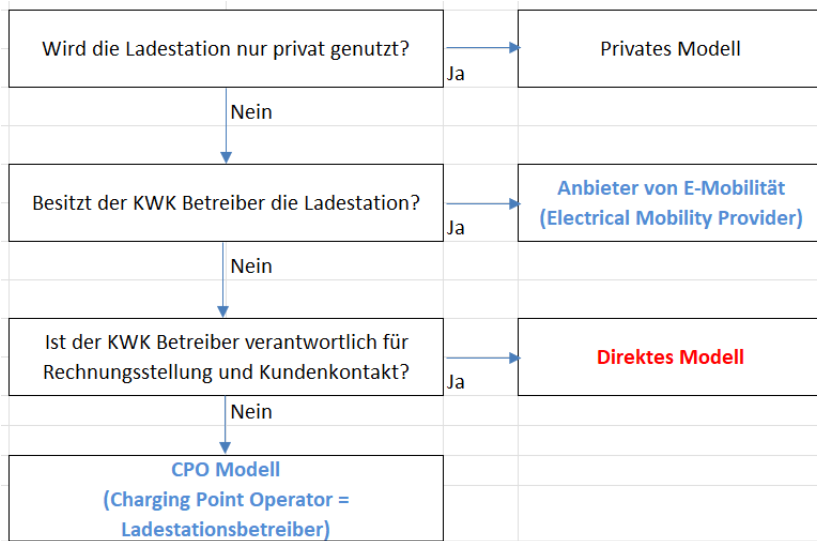 Wird die Ladestation nur privat genutzt?
Ja
Privates Modell
Nein
Besitzt der KWK Betreiber die Ladestation?
Ja
Anbieter von E-Mobilität
(Electrical Mobility Provider)
Nein
Ist der KWK Betreiber verantwortlich für
Rechnungsstellung und Kundenkontakt?
Ja
Direktes Modell
Nein
CPO Modell
(Charging Point Operator =
Ladestationsbetreiber)